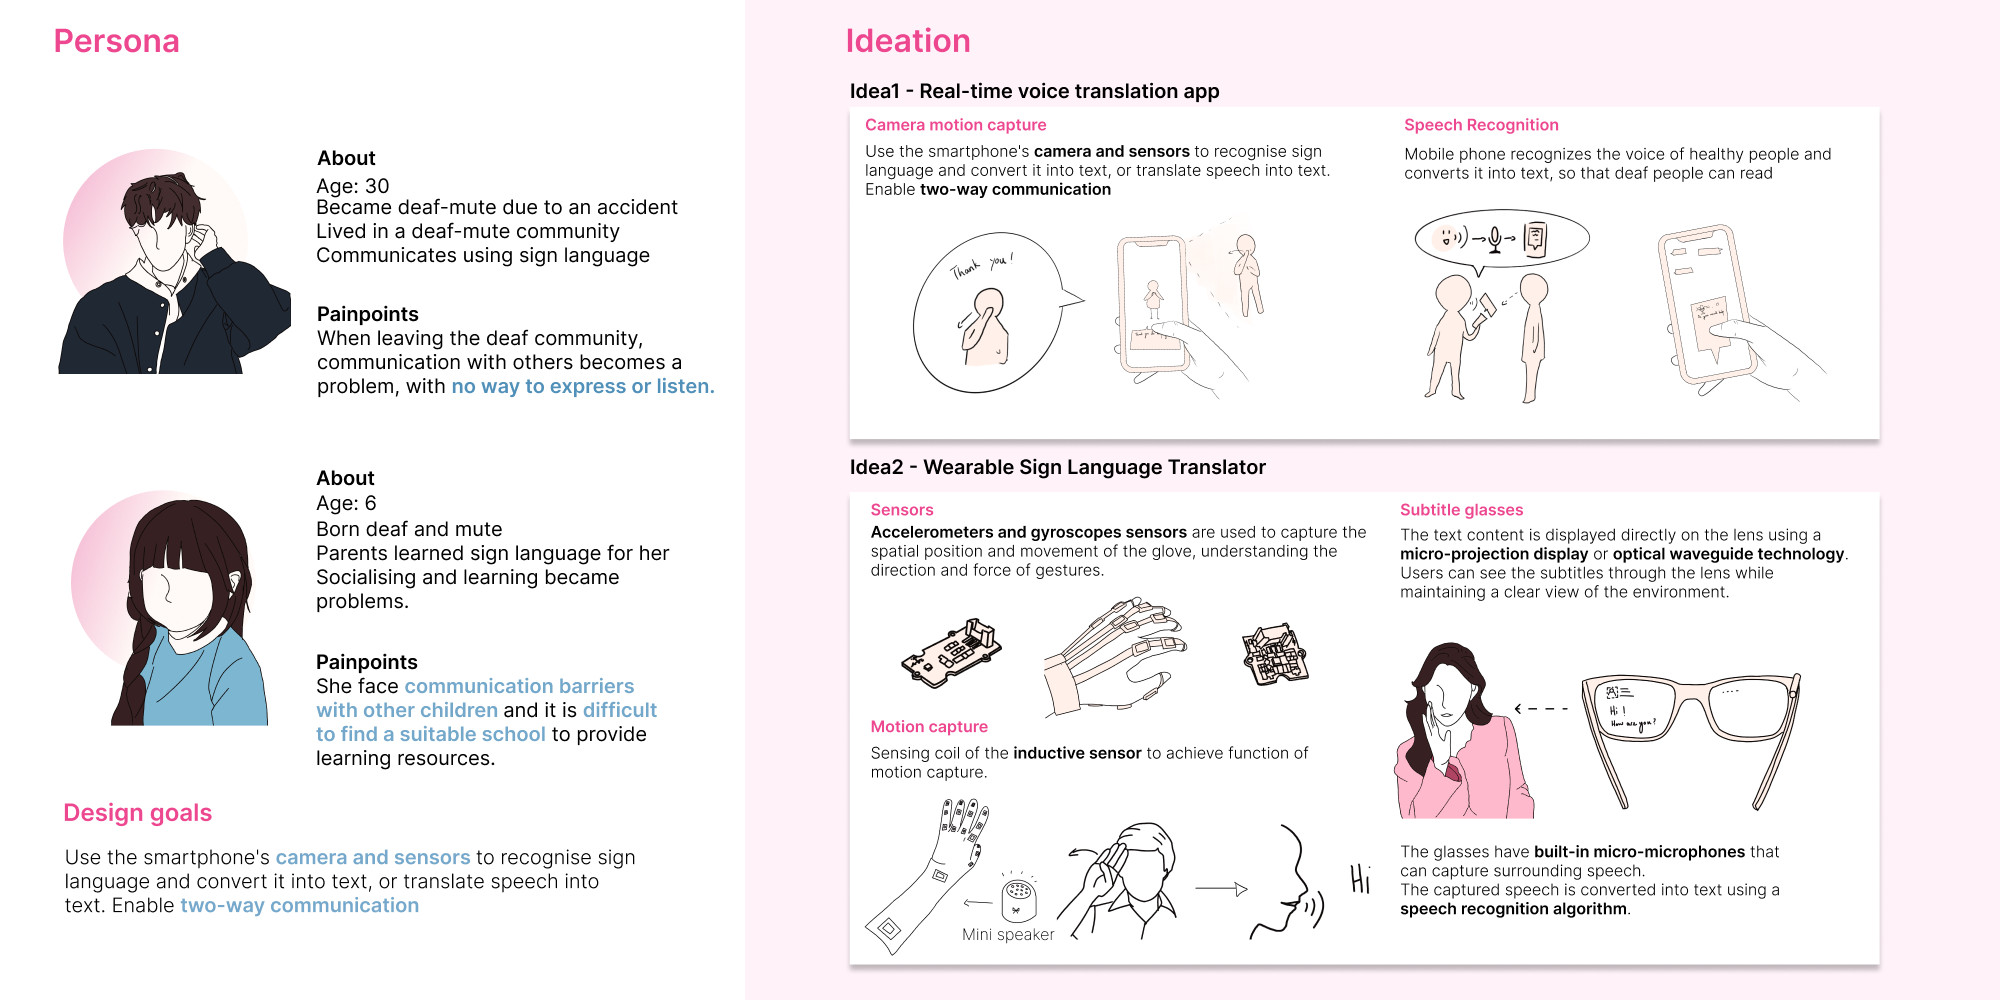 Persona
About
Age: 30
Became deaf-mute due to an accident
Lived in a deaf-mute community
Communicates using sign language
Painpoints
When leaving the deaf community,
communication with others becomes a
problem, with no way to express or listen.
About
Age: 6
Born deaf and mute
Parents learned sign language for her
Socialising and learning became
problems.
Painpoints
She face communication barriers
with other children and it is difficult
to find a suitable school to provide
learning resources.
Design goals
Use the smartphone's camera and sensors to recognise sign
language and convert it into text, or translate speech into
text. Enable two-way communication
Ideation
Idea1 - Real-time voice translation app
Camera motion capture
Use the smartphone's camera and sensors to recognise sign
language and convert it into text, or translate speech into text.
Enable two-way communication
Thank you!
Speech Recognition
Mobile phone recognizes the voice of healthy people and
converts it into text, so that deaf people can read
Idea2 - Wearable Sign Language Translator
Sensors
Accelerometers and gyroscopes sensors are used to capture the
spatial position and movement of the glove, understanding the
direction and force of gestures.
Motion capture
Sensing coil of the inductive sensor to achieve function of
motion capture.
Mini speaker
Hi
Subtitle glasses
The text content is displayed directly on the lens using a
micro-projection display or optical waveguide technology.
Users can see the subtitles through the lens while
maintaining a clear view of the environment.
Hi !
How are you?
The glasses have built-in micro-microphones that
can capture surrounding speech.
The captured speech is converted into text using a
speech recognition algorithm.